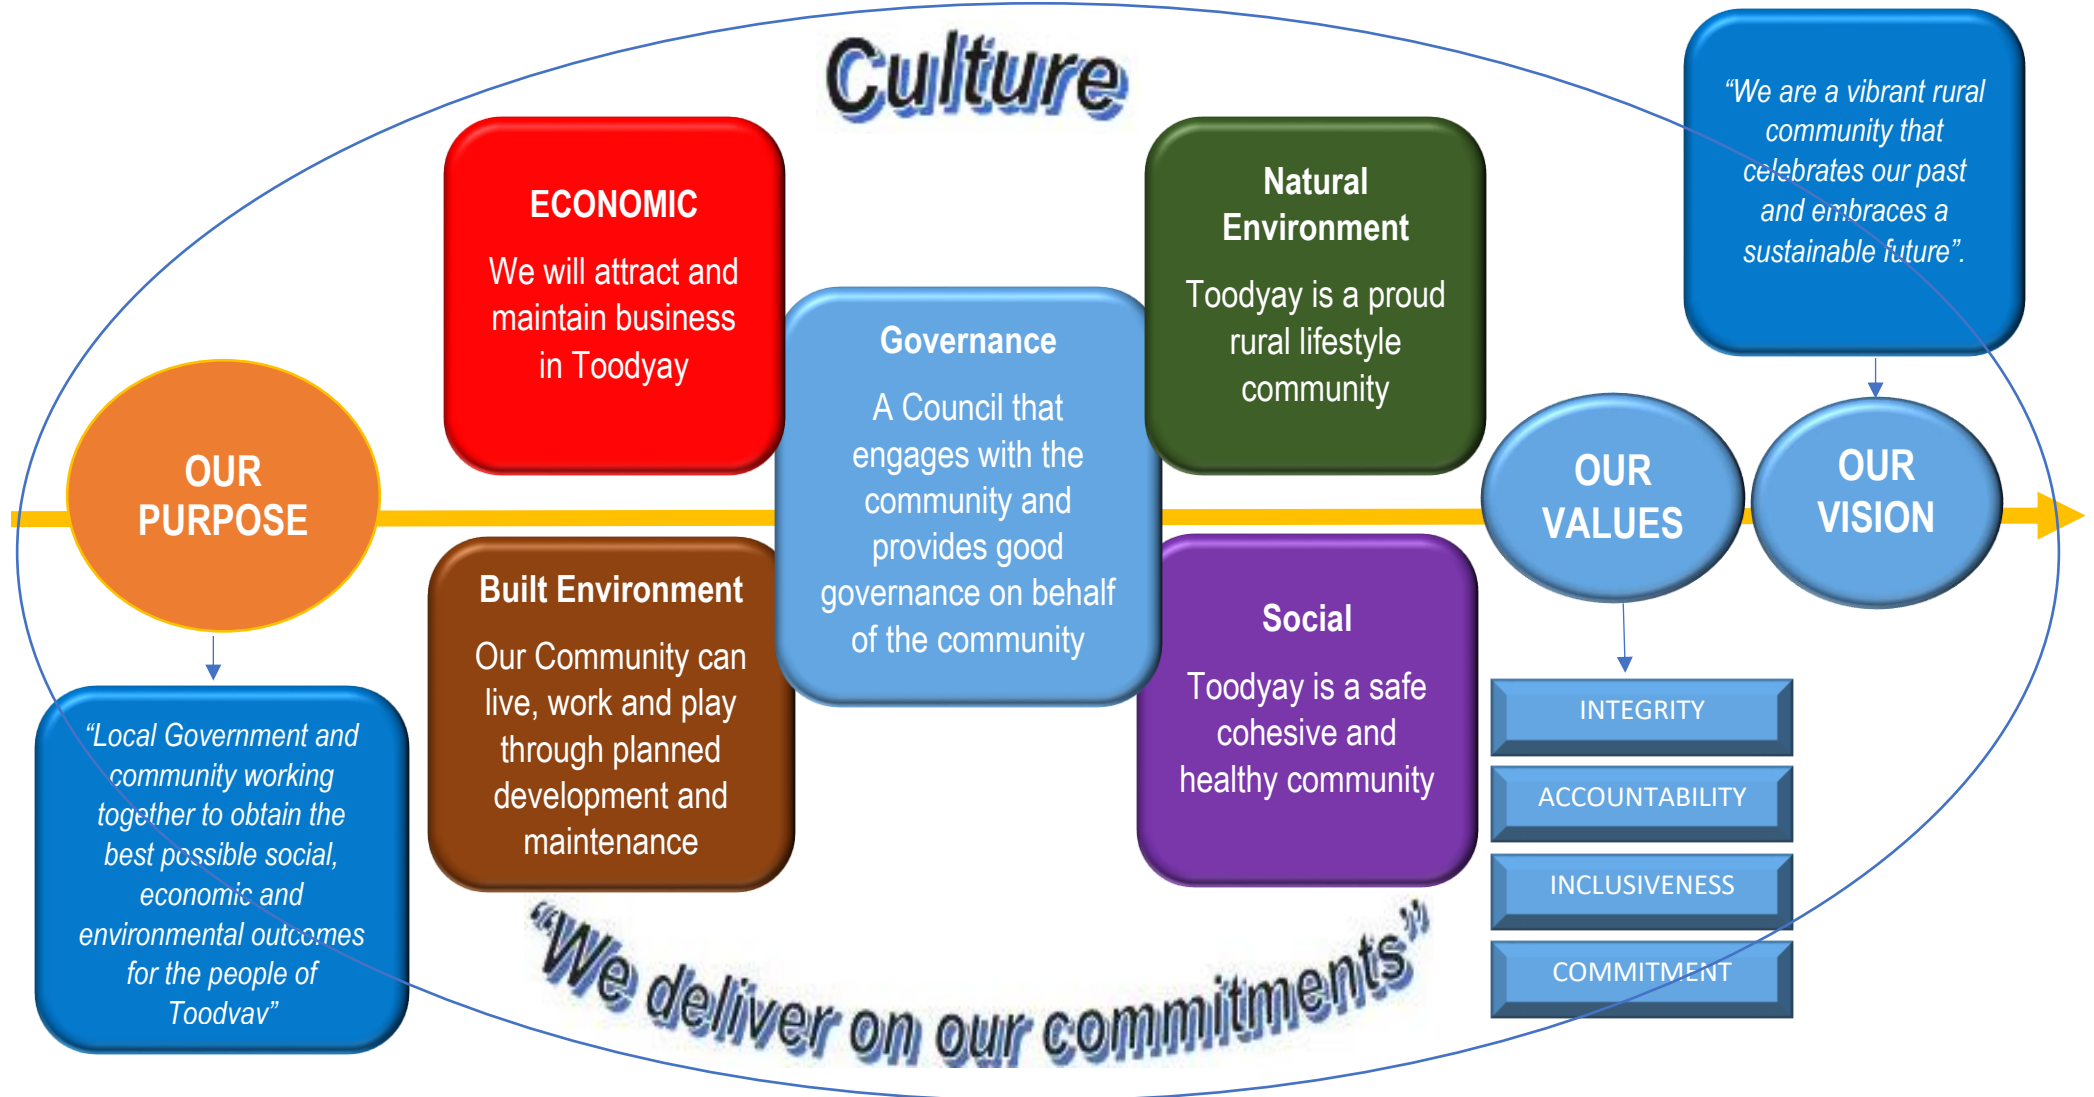 Culture
“We are a vibrant rural
community that
celebrates our past
and embraces a
sustainable future”.
ECONOMIC
We will attract and
maintain business
in Toodyay
Natural
Environment
Toodyay is a proud
rural lifestyle
community
Governance
A Council that
engages with the
community and
provides good
governance on behalf
of the community
OUR
PURPOSE
OUR
VALUES
OUR
VISION
Built Environment
Our Community can
live, work and play
through planned
development and
maintenance
Social
Toodyay is a safe
cohesive and
healthy community
“Local Government and
community working
together to obtain the
best possible social,
economic and
environmental outcomes
for the people of
Toodvav”
INTEGRITY
ACCOUNTABILITY
INCLUSIVENESS
COMMITMENT
“We deliver on our commitments”